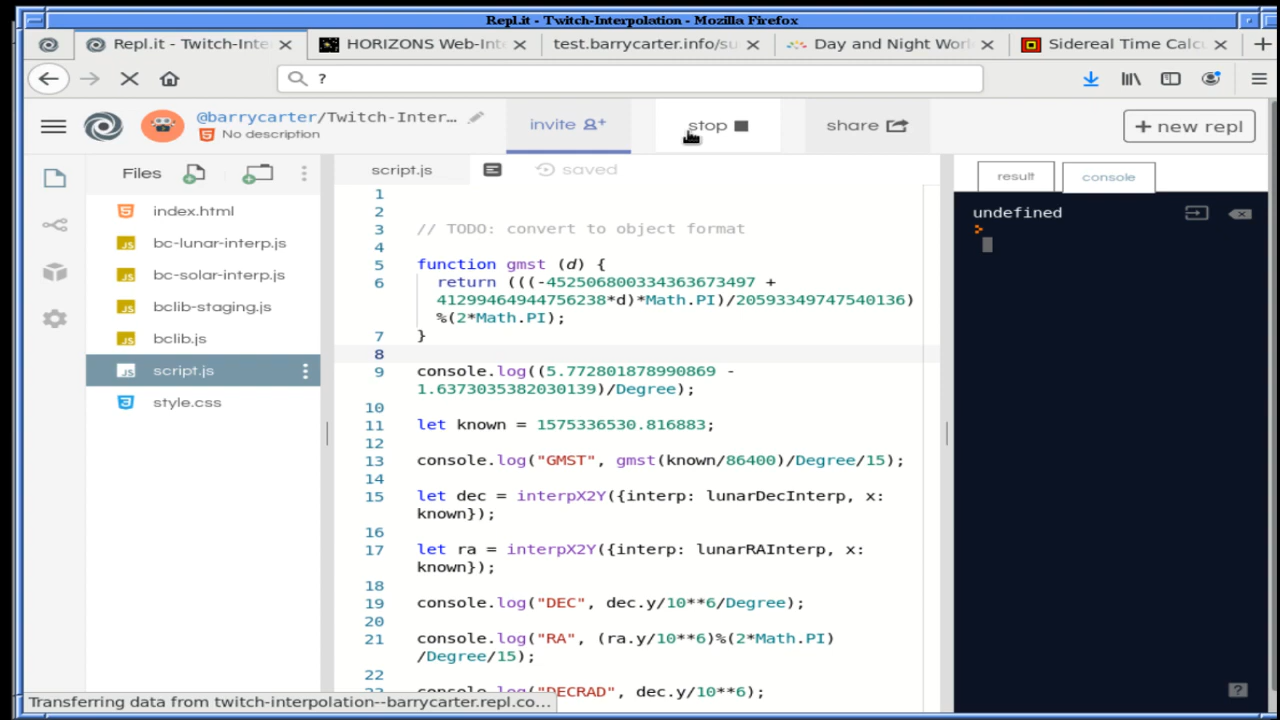 Repl.it - Twitch-Interpolation - Mozilla Firefox
Repl.it - Twitch-Inte
HORIZONS Web-Int
test.barrycarter.info/su
Day and Night Worl
Sidereal Time Calc
?
@barrycarter/Twitch-Inter...
No description
invite
stop
share
+ new repl
Files
index.html
bc-lunar-interp.js
bc-solar-interp.js
bclib-staging.js
bclib.js
script.js
style.css
script.js
saved
1
2
3 // TODO: convert to object format
4
5 function gmst (d) {
6 return (((-452506800334363673497 +
41299464944756238*d)*Math.PI)/20593349747540136)
%(2*Math.PI);
7 }
8
9 console.log((5.772801878990869 -
1.6373035382030139)/Degree);
10
11 let known = 1575336530.816883;
12
13 console.log("GMST", gmst(known/86400)/Degree/15);
14
15 let dec = interpX2Y({interp: lunarDecInterp, x:
known});
16
17 let ra = interpX2Y({interp: lunarRAInterp, x:
known});
18
19 console.log("DEC", dec.y/10**6/Degree);
20
21 console.log("RA", (ra.y/10**6)%(2*Math.PI)
/Degree/15);
22
23 console.log("DECRAD", dec.y/10**6);
result
console
undefined
>
?
Transferring data from twitch-interpolation--barrycarter.repl.co...